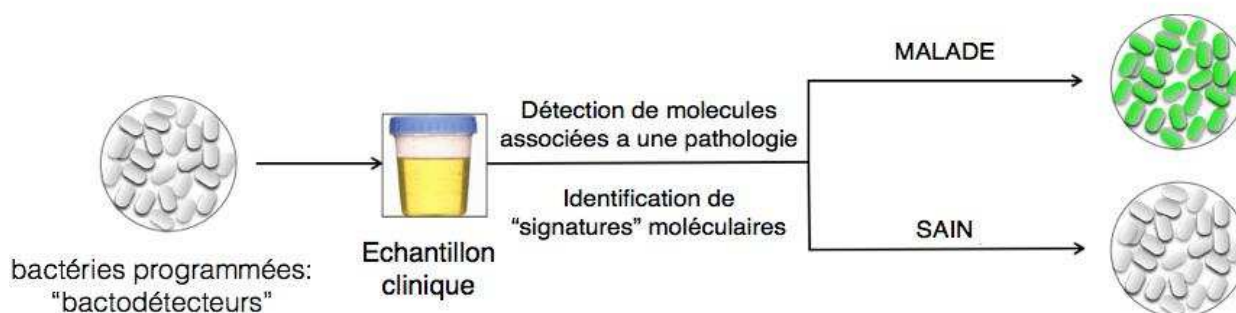 bactéries programmées:
“bactodétecteurs”
Echantillon
clinique
Détection de molecules
associées a une pathologie
Identification de
“signatures” moléculaires
MALADE
SAIN